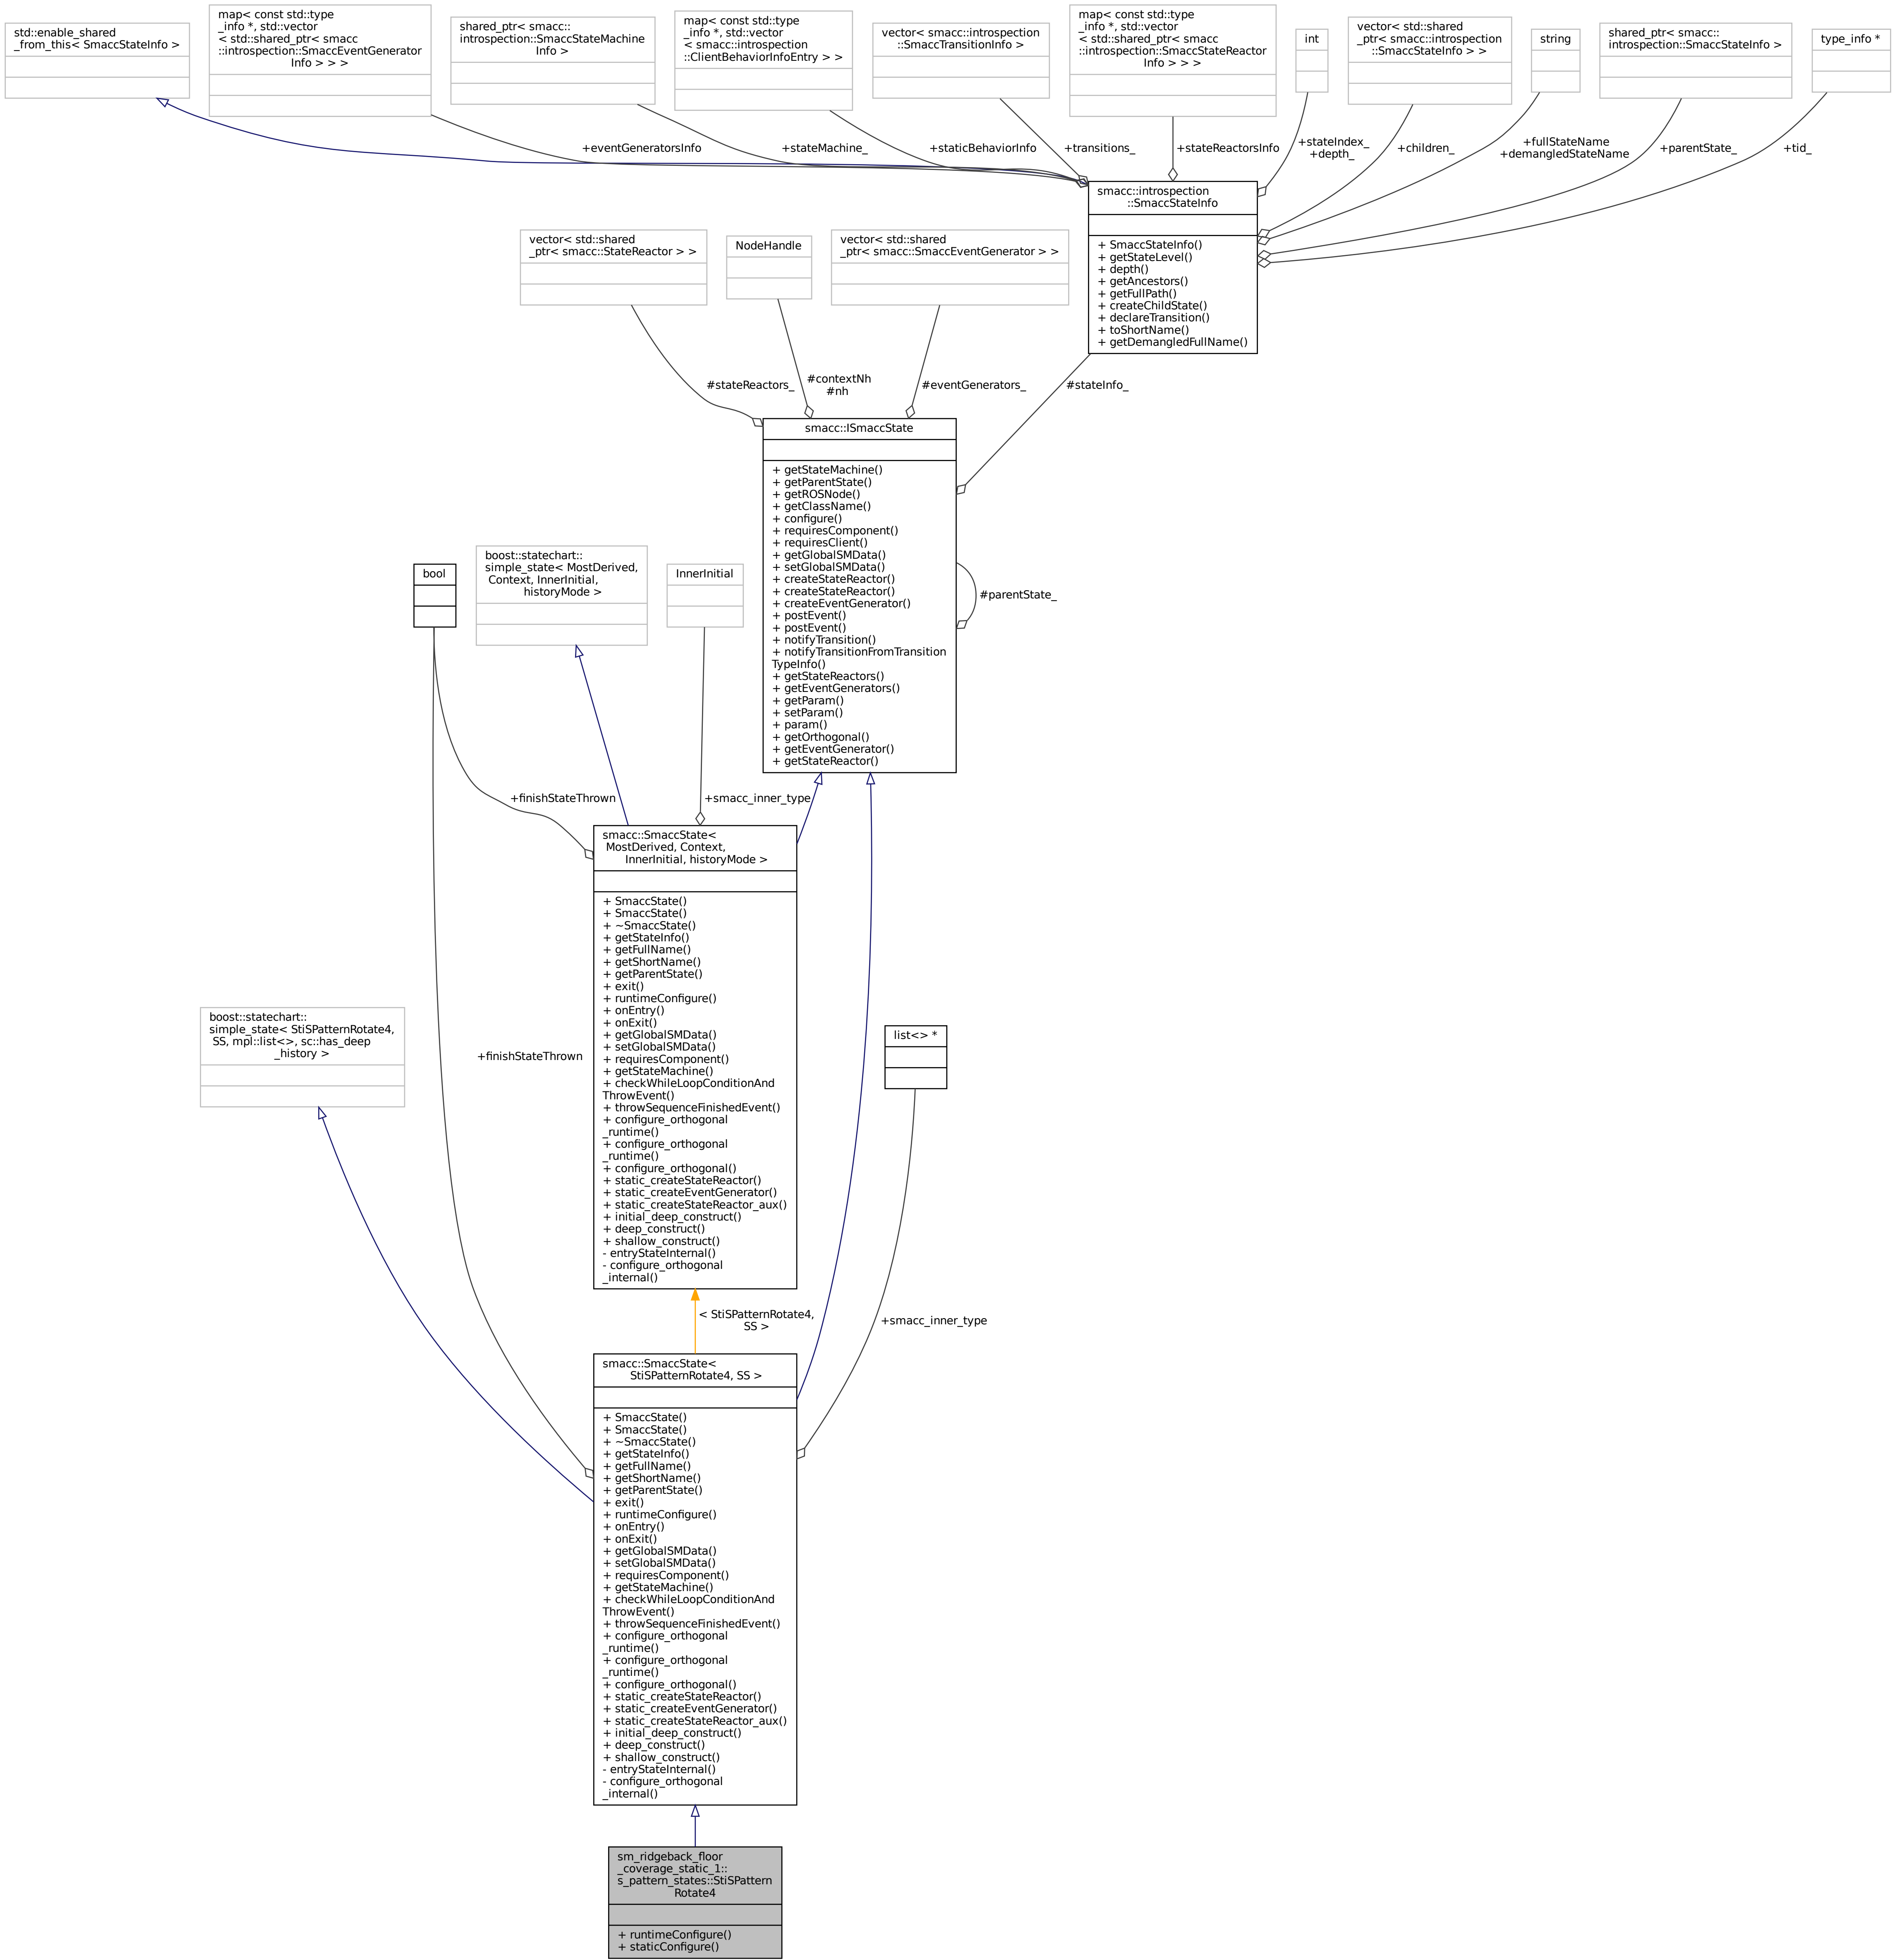 std::enable_shared
_from_this< SmaccStateInfo >
map< const std::type
_info *, std::vector
< std::shared_ptr< smacc
::introspection::SmaccEventGenerator
Info > > >
shared_ptr< smacc::
introspection::SmaccStateMachine
Info >
map< const std::type
_info *, std::vector
< smacc::introspection
::ClientBehaviorInfoEntry > >
vector< smacc::introspection
::SmaccTransitionInfo >
map< const std::type
_info *, std::vector
< std::shared_ptr< smacc
::introspection::SmaccStateReactor
Info > > >
int
vector< std::shared
_ptr< smacc::introspection
::SmaccStateInfo > >
string
shared_ptr< smacc::
introspection::SmaccStateInfo >
type_info *
+eventGeneratorsInfo
+stateMachine_
+staticBehaviorInfo
+transitions_
+stateReactorsInfo
+stateIndex_
+depth_
+children_
+fullStateName
+demangledStateName
+parentState_
+tid_
smacc::introspection
::SmaccStateInfo
+ SmaccStateInfo()
+ getStateLevel()
+ depth()
+ getAncestors()
+ getFullPath()
+ createChildState()
+ declareTransition()
+ toShortName()
+ getDemangledFullName()
vector< std::shared
_ptr< smacc::StateReactor > >
NodeHandle
vector< std::shared
_ptr< smacc::SmaccEventGenerator > >
#stateReactors_
#contextNh
#nh
#eventGenerators_
#stateInfo_
smacc::ISmaccState
+ getStateMachine()
+ getParentState()
+ getROSNode()
+ getClassName()
+ configure()
+ requiresComponent()
+ requiresClient()
+ getGlobalSMData()
+ setGlobalSMData()
+ createStateReactor()
+ createStateReactor()
+ createEventGenerator()
+ postEvent()
+ postEvent()
+ notifyTransition()
+ notifyTransitionFromTransition
TypeInfo()
+ getStateReactors()
+ getEventGenerators()
+ getParam()
+ setParam()
+ param()
+ getOrthogonal()
+ getEventGenerator()
+ getStateReactor()
#parentState_
bool
boost::statechart::
simple_state< MostDerived,
Context, InnerInitial,
historyMode >
InnerInitial
+finishStateThrown
+smacc_inner_type
smacc::SmaccState<
MostDerived, Context,
InnerInitial, historyMode >
+ SmaccState()
+ SmaccState()
+ ~SmaccState()
+ getStateInfo()
+ getFullName()
+ getShortName()
+ getParentState()
+ exit()
+ runtimeConfigure()
+ onEntry()
+ onExit()
+ getGlobalSMData()
+ setGlobalSMData()
+ requiresComponent()
+ getStateMachine()
+ checkWhileLoopConditionAnd
ThrowEvent()
+ throwSequenceFinishedEvent()
+ configure_orthogonal
_runtime()
+ configure_orthogonal
_runtime()
+ configure_orthogonal()
+ static_createStateReactor()
+ static_createEventGenerator()
+ static_createStateReactor_aux()
+ initial_deep_construct()
+ deep_construct()
+ shallow_construct()
- entryStateInternal()
- configure_orthogonal
_internal()
boost::statechart::
simple_state< StiSPatternRotate4,
SS, mpl::list<>, sc::has_deep
_history >
+finishStateThrown
list<> *
< StiSPatternRotate4,
SS >
+smacc_inner_type
smacc::SmaccState<
StiSPatternRotate4, SS >
+ SmaccState()
+ SmaccState()
+ ~SmaccState()
+ getStateInfo()
+ getFullName()
+ getShortName()
+ getParentState()
+ exit()
+ runtimeConfigure()
+ onEntry()
+ onExit()
+ getGlobalSMData()
+ setGlobalSMData()
+ requiresComponent()
+ getStateMachine()
+ checkWhileLoopConditionAnd
ThrowEvent()
+ throwSequenceFinishedEvent()
+ configure_orthogonal
_runtime()
+ configure_orthogonal
_runtime()
+ configure_orthogonal()
+ static_createStateReactor()
+ static_createEventGenerator()
+ static_createStateReactor_aux()
+ initial_deep_construct()
+ deep_construct()
+ shallow_construct()
- entryStateInternal()
- configure_orthogonal
_internal()
sm_ridgeback_floor
_coverage_static_1::
s_pattern_states::StiSPattern
Rotate4
+ runtimeConfigure()
+ staticConfigure()